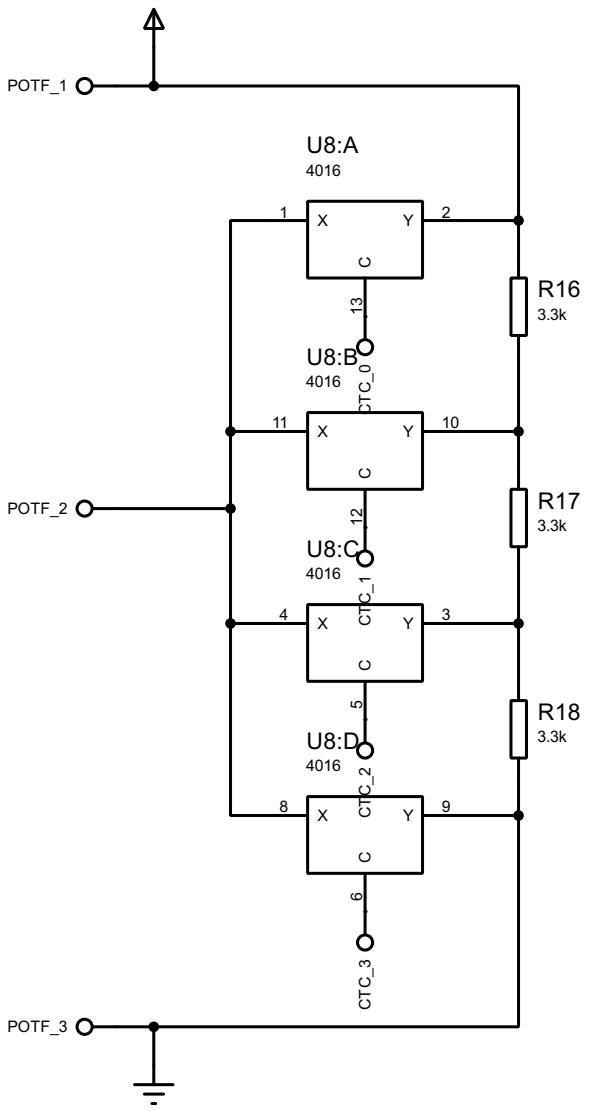 POTF_1
U8:A
4016
1
X
Y
2
C
13
R16
3.3k
CTC_0
U8:B
4016
11
X
Y
10
C
12
POTF_2
R17
3.3k
CTC_1
U8:C
4016
4
X
Y
3
C
5
R18
3.3k
CTC_2
U8:D
4016
8
X
Y
9
C
6
CTC_3
POTF_3